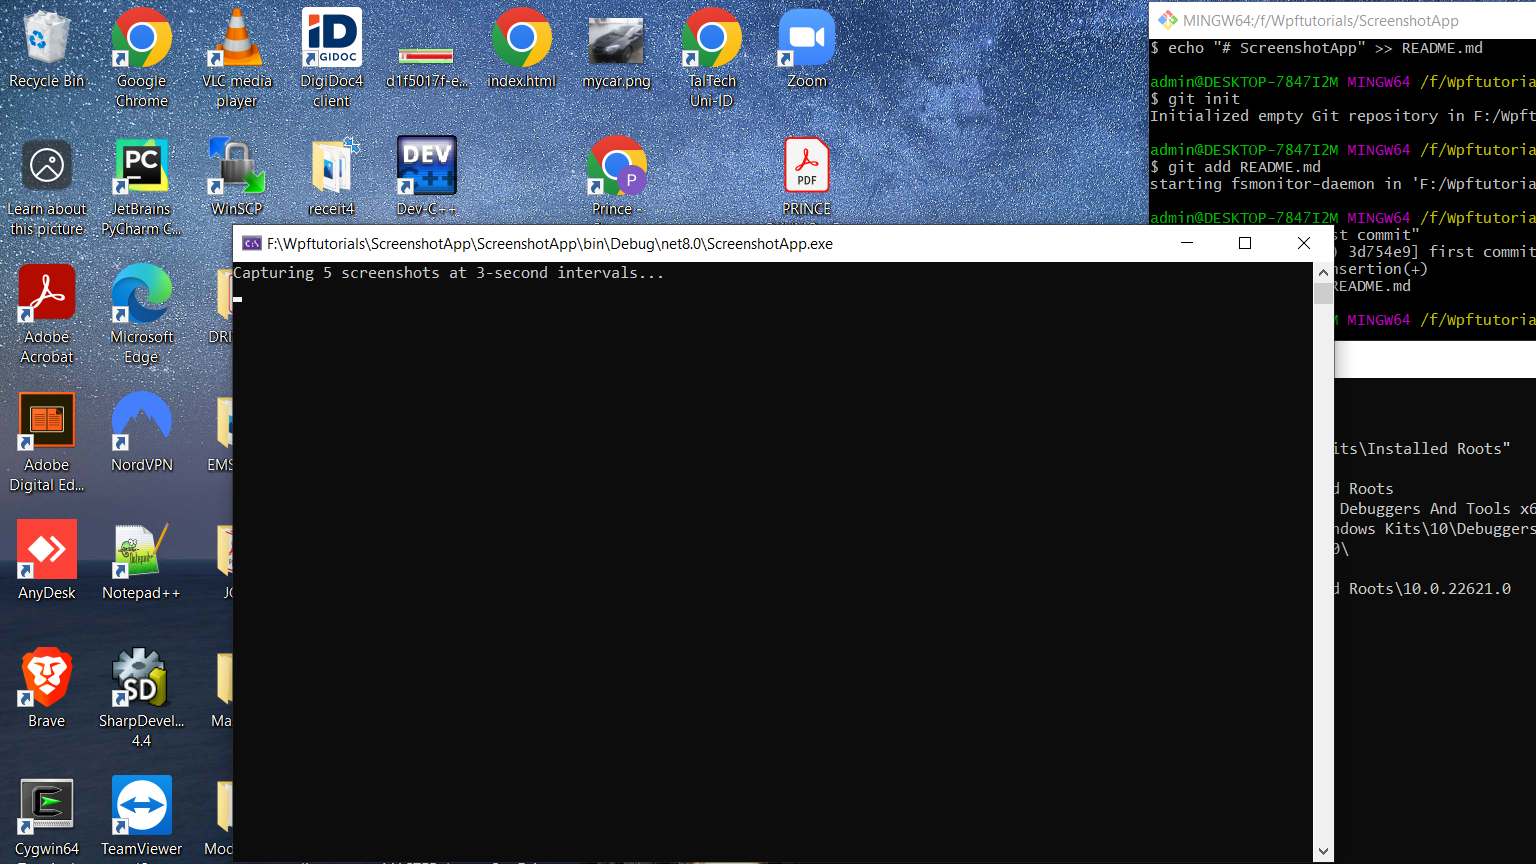 Recycle Bin
Google
Chrome
VLC media
player
iD
GIDOC
DigiDoc4
client
d1f5017f-e...
index.html
mycar.png
TalTech
Uni-ID
Zoom
Learn about
this picture
PC
JetBrains
PyCharm C...
WinSCP
receit4
DEV
C++
Dev-C++
P
Prince -
PDF
PRINCE
Adobe
Acrobat
Microsoft
Edge
DRI
Adobe
Digital Ed...
NordVPN
EMS
AnyDesk
Notepad++
Brave
SD
SharpDevel...
4.4
Ma
Cygwin64
TeamViewer
Mod
MINGW64:/f/Wpftutorials/ScreenshotApp
$ echo "# ScreenshotApp" >> README.md
admin@DESKTOP-7847I2M MINGW64 /f/Wpftutoria
$ git init
Initialized empty Git repository in F:/Wpft
admin@DESKTOP-7847I2M MINGW64 /f/Wpftutoria
$ git add README.md
starting fsmonitor-daemon in 'F:/Wpftutoria
admin@DESKTOP-7847I2M MINGW64 /f/Wpftutoria
st commit"
) 3d754e9] first commit
nsertion(+)
README.md
M MINGW64 /f/Wpftutoria
F:\Wpftutorials\ScreenshotApp\ScreenshotApp\bin\Debug\net8.0\ScreenshotApp.exe
Capturing 5 screenshots at 3-second intervals...
its\Installed Roots"
d Roots
Debuggers And Tools x6
ndows Kits\10\Debuggers
0\
d Roots\10.0.22621.0